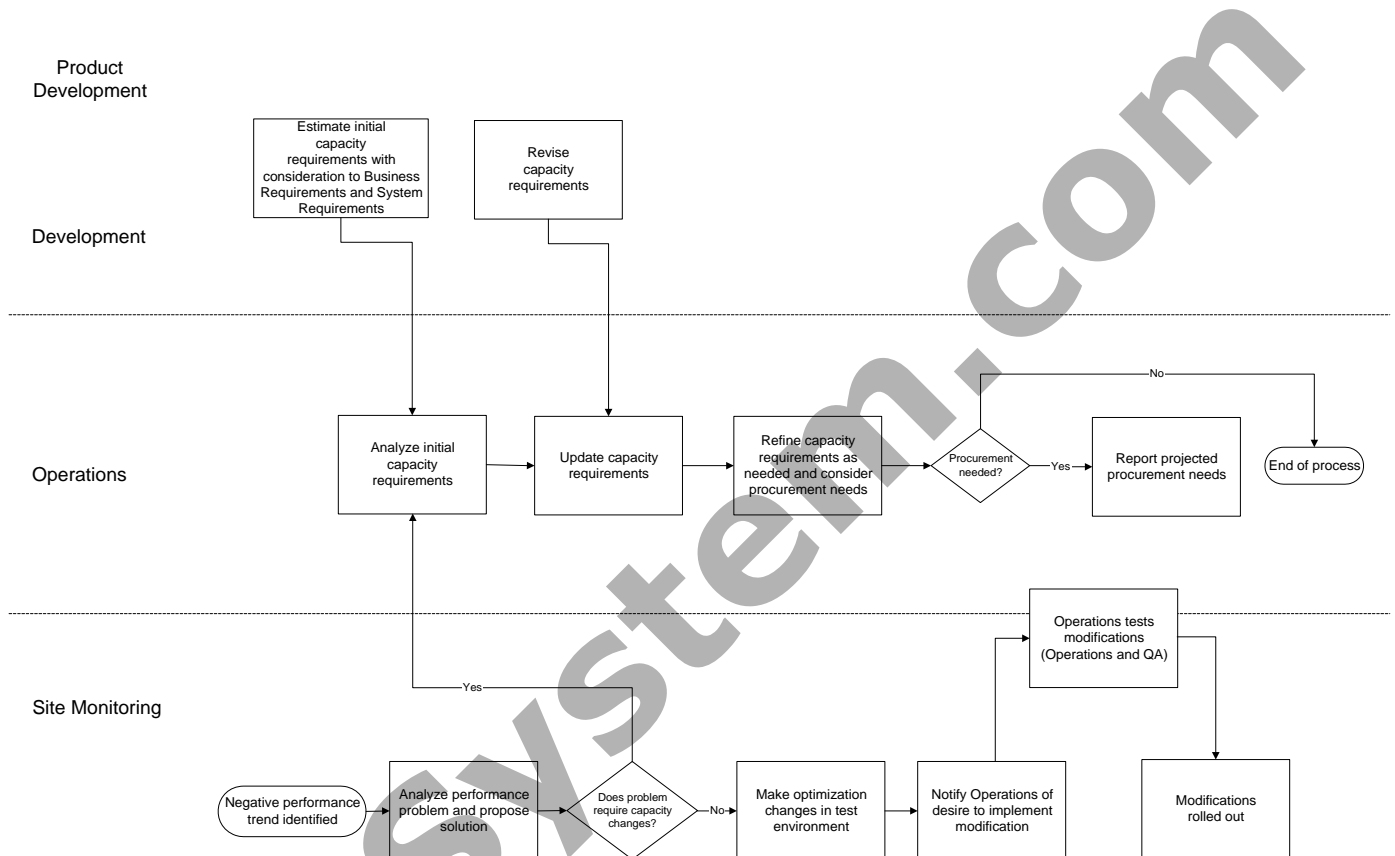 Product
Development
Estimate initial
capacity
requirements with
consideration to Business
Requirements and System
Requirements
Revise
capacity
requirements
Development
No
Analyze initial
capacity
requirements
Update capacity
requirements
Refine capacity
requirements as
needed and consider
procurement needs
Procurement
needed?
Yes
Report projected
procurement needs
End of process
Operations
Operations tests
modifications
(Operations and QA)
Yes
Site Monitoring
Negative performance
trend identified
Analyze performance
problem and propose
solution
Does problem
require capacity
changes?
No
Make optimization
changes in test
environment
Notify Operations of
desire to implement
modification
Modifications
rolled out
System.com